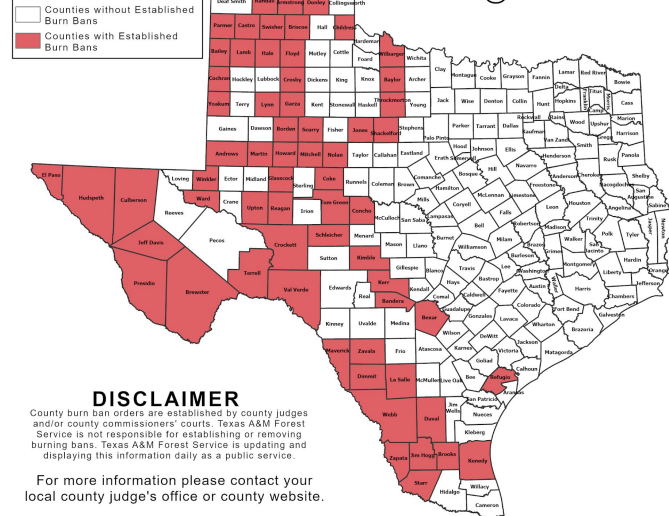 Deaf Smith Randall Armstrong Donley Collingsworth
Counties without Established
Burn Bans
Counties with Established
Burn Bans
Parmer Castro Swisher Briscoe Hall Childress
Hardeman
Bailey Lamb Hale Floyd Motley Cottle Foard Wilbarger Wichita
Clay Montague Cooke Grayson Fannin Lamar Red River Bowie
Cochran Hockley Lubbock Crosby Dickens King Knox Baylor Archer
Delta Titus Franklin Morris Camp Cass
Yoakum Terry Lynn Garza Kent Stonewall Haskell Throckmorton Young Jack Wise Denton Collin Hunt Hopkins
Rockwall Rains Wood Upshur Marion
Gaines Dawson Borden Scurry Fisher Jones Shackelford Stephens Palo Pinto Parker Tarrant Dallas Kaufman Van Zandt Smith Gregg Harrison
Andrews Martin Howard Mitchell Nolan Taylor Callahan Eastland Erath Hood Somervell Johnson Ellis Henderson Rusk Panola
El Paso Hudspeth Culberson Loving Winkler Ector Midland Glasscock Sterling Coke Runnels Coleman Brown Comanche Hamilton Bosque Hill Navarro Freestone Anderson Cherokee Nacogdoches Shelby
San Augustine Sabine
Reeves Ward Crane Upton Reagan Irion Tom Green Concho McCulloch San Saba Mills Lampasas Coryell McLennan Limestone Leon Houston Angelina Newton
Jeff Davis Pecos Crockett Schleicher Menard Mason Llano Burnet Bell Falls Robertson Madison Trinity Polk Tyler Jasper
Milam Brazos Grimes Walker San Jacinto Hardin Orange
Presidio Brewster Terrell Val Verde Sutton Kimble Gillespie Blanco Williamson Travis Burleson Lee Washington Montgomery Liberty Jefferson
Edwards Real Kerr Kendall Hays Bastrop Austin Waller Harris Chambers
Bandera Comal Caldwell Fayette Colorado Fort Bend Galveston
Kinney Uvalde Medina Bexar Guadalupe Gonzales Lavaca Wharton Brazoria
Wilson DeWitt Jackson Matagorda
Maverick Zavala Frio Atascosa Karnes Victoria Calhoun
Goliad
Dimmit La Salle McMullen Live Oak Bee Refugio
Aransas
San Patricio
Webb Duval Jim
Wells Nueces
Kleberg
Zapata Jim Hogg Brooks Kenedy
Starr Hidalgo Willacy
Cameron
DISCLAIMER
County burn ban orders are established by county judges
and/or county commissioners' courts. Texas A&M Forest
Service is not responsible for establishing or removing
burning bans. Texas A&M Forest Service is updating and
displaying this information daily as a public service.
For more information please contact your
local county judge's office or county website.